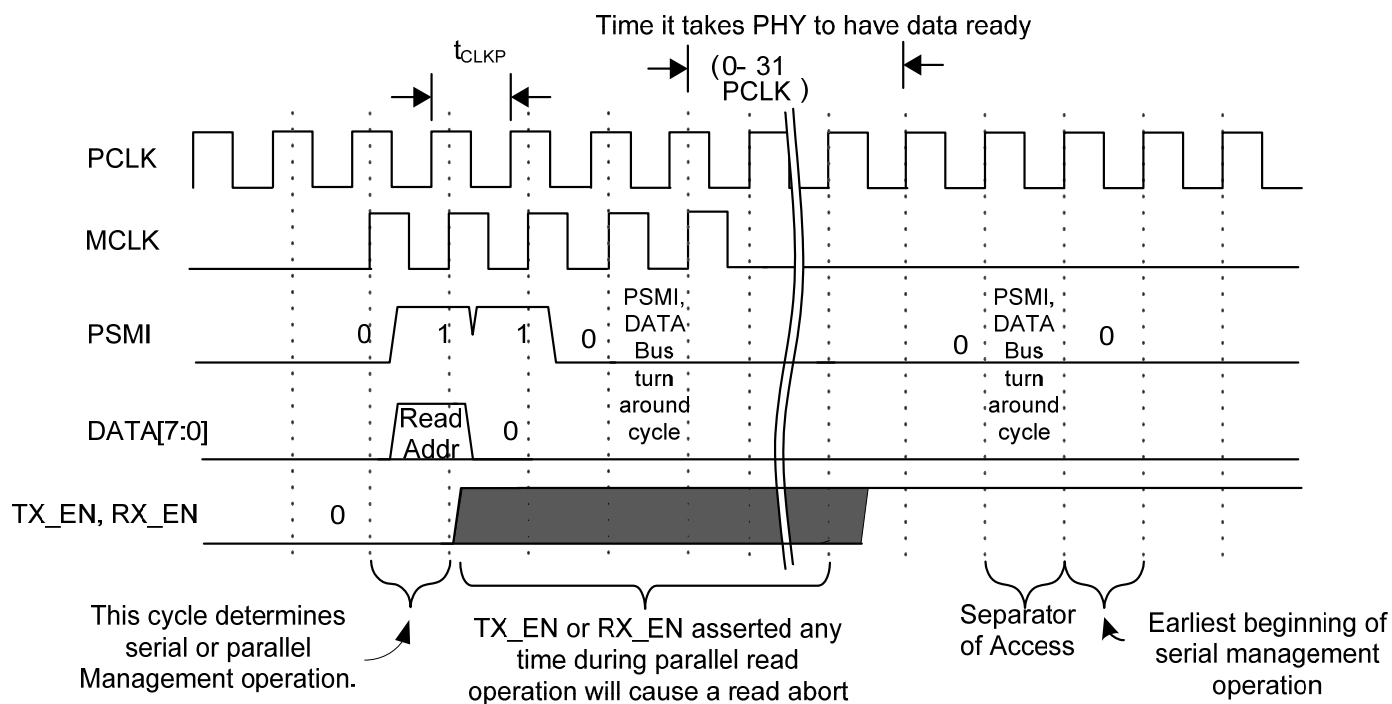 Time it takes PHY to have data ready
tCLKP
(0- 31
PCLK )
PCLK
MCLK
PSMI
0
1
1
0
PSMI,
DATA
Bus
turn
around
cycle
0
PSMI,
DATA
Bus
turn
around
cycle
0
DATA[7:0]
Read
Addr
0
TX_EN, RX_EN
0
This cycle determines
serial or parallel
Management operation.
TX_EN or RX_EN asserted any
time during parallel read
operation will cause a read abort
Separator
of Access
Earliest beginning of
serial management
operation